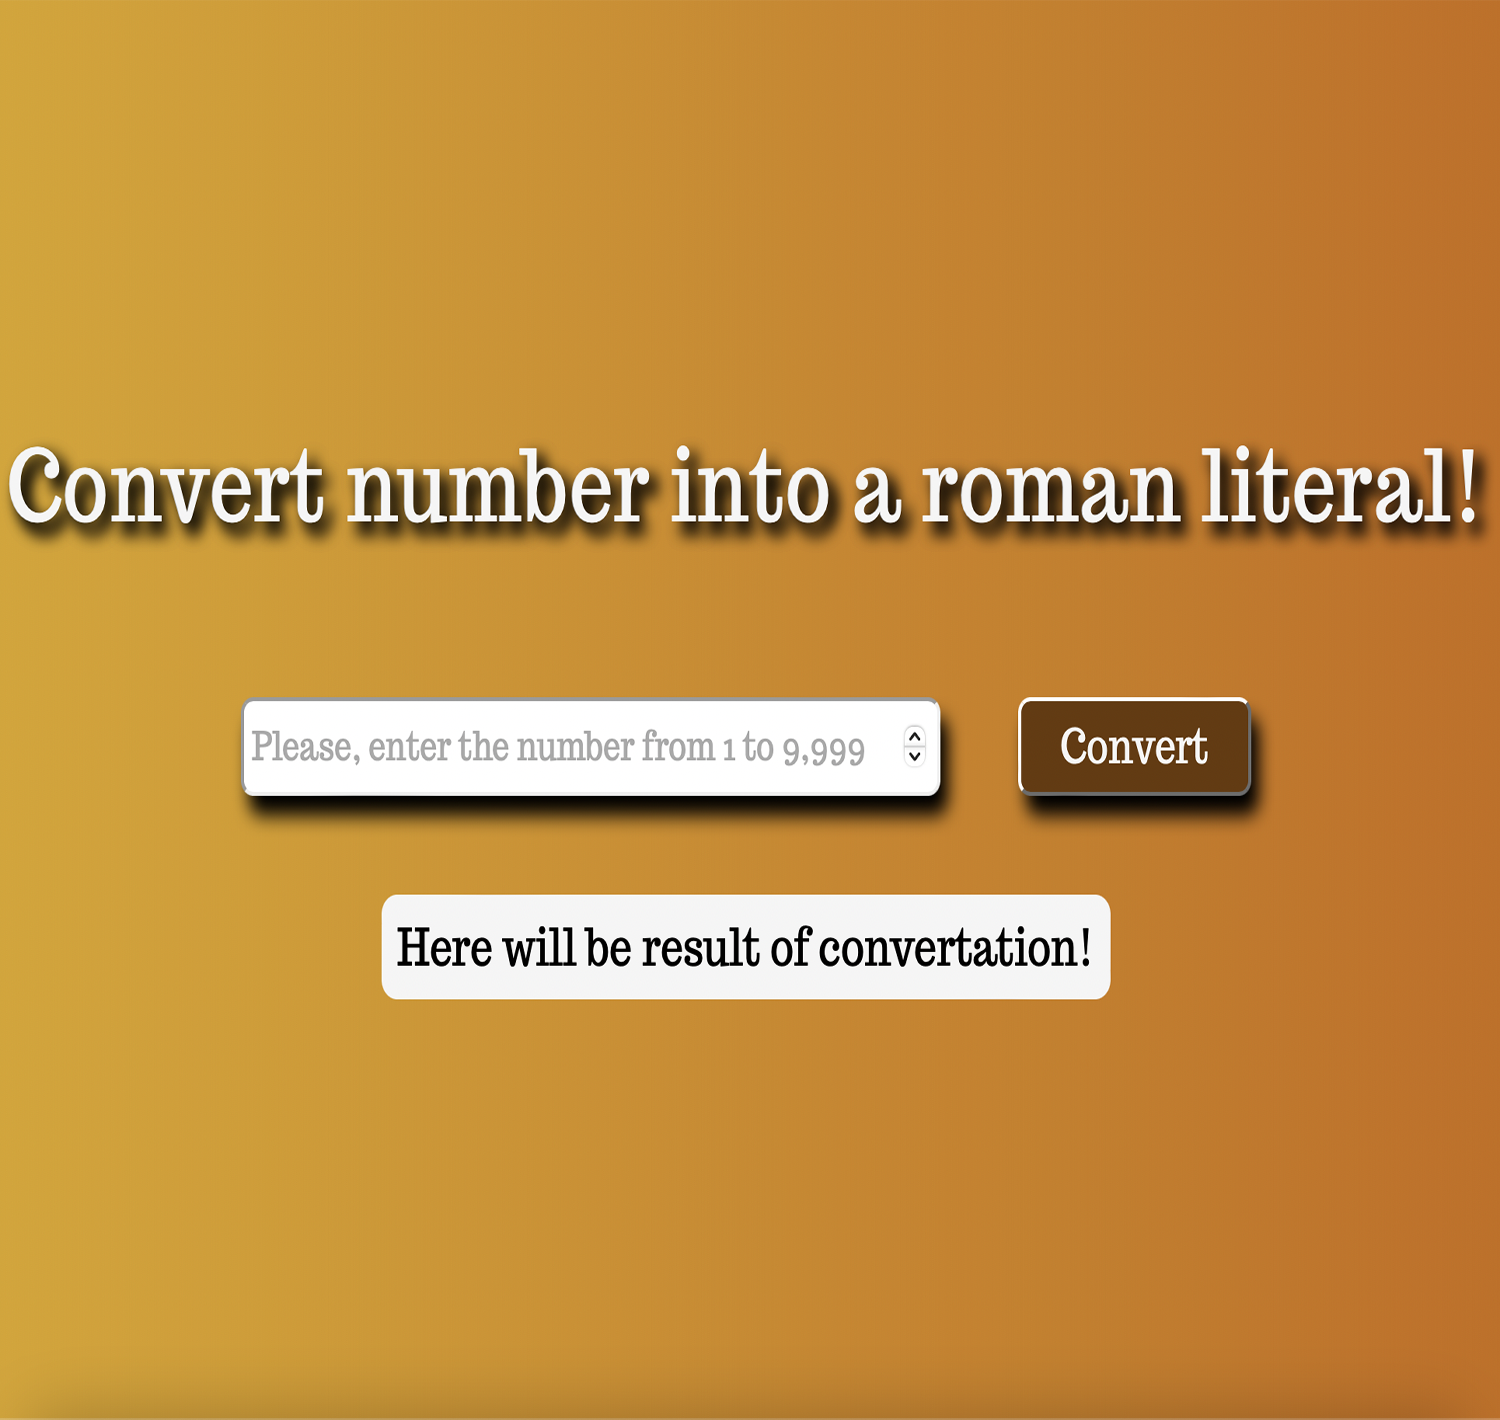 Convert number into a roman literal!
Please, enter the number from 1 to 9,999
Convert
Here will be result of convertation!